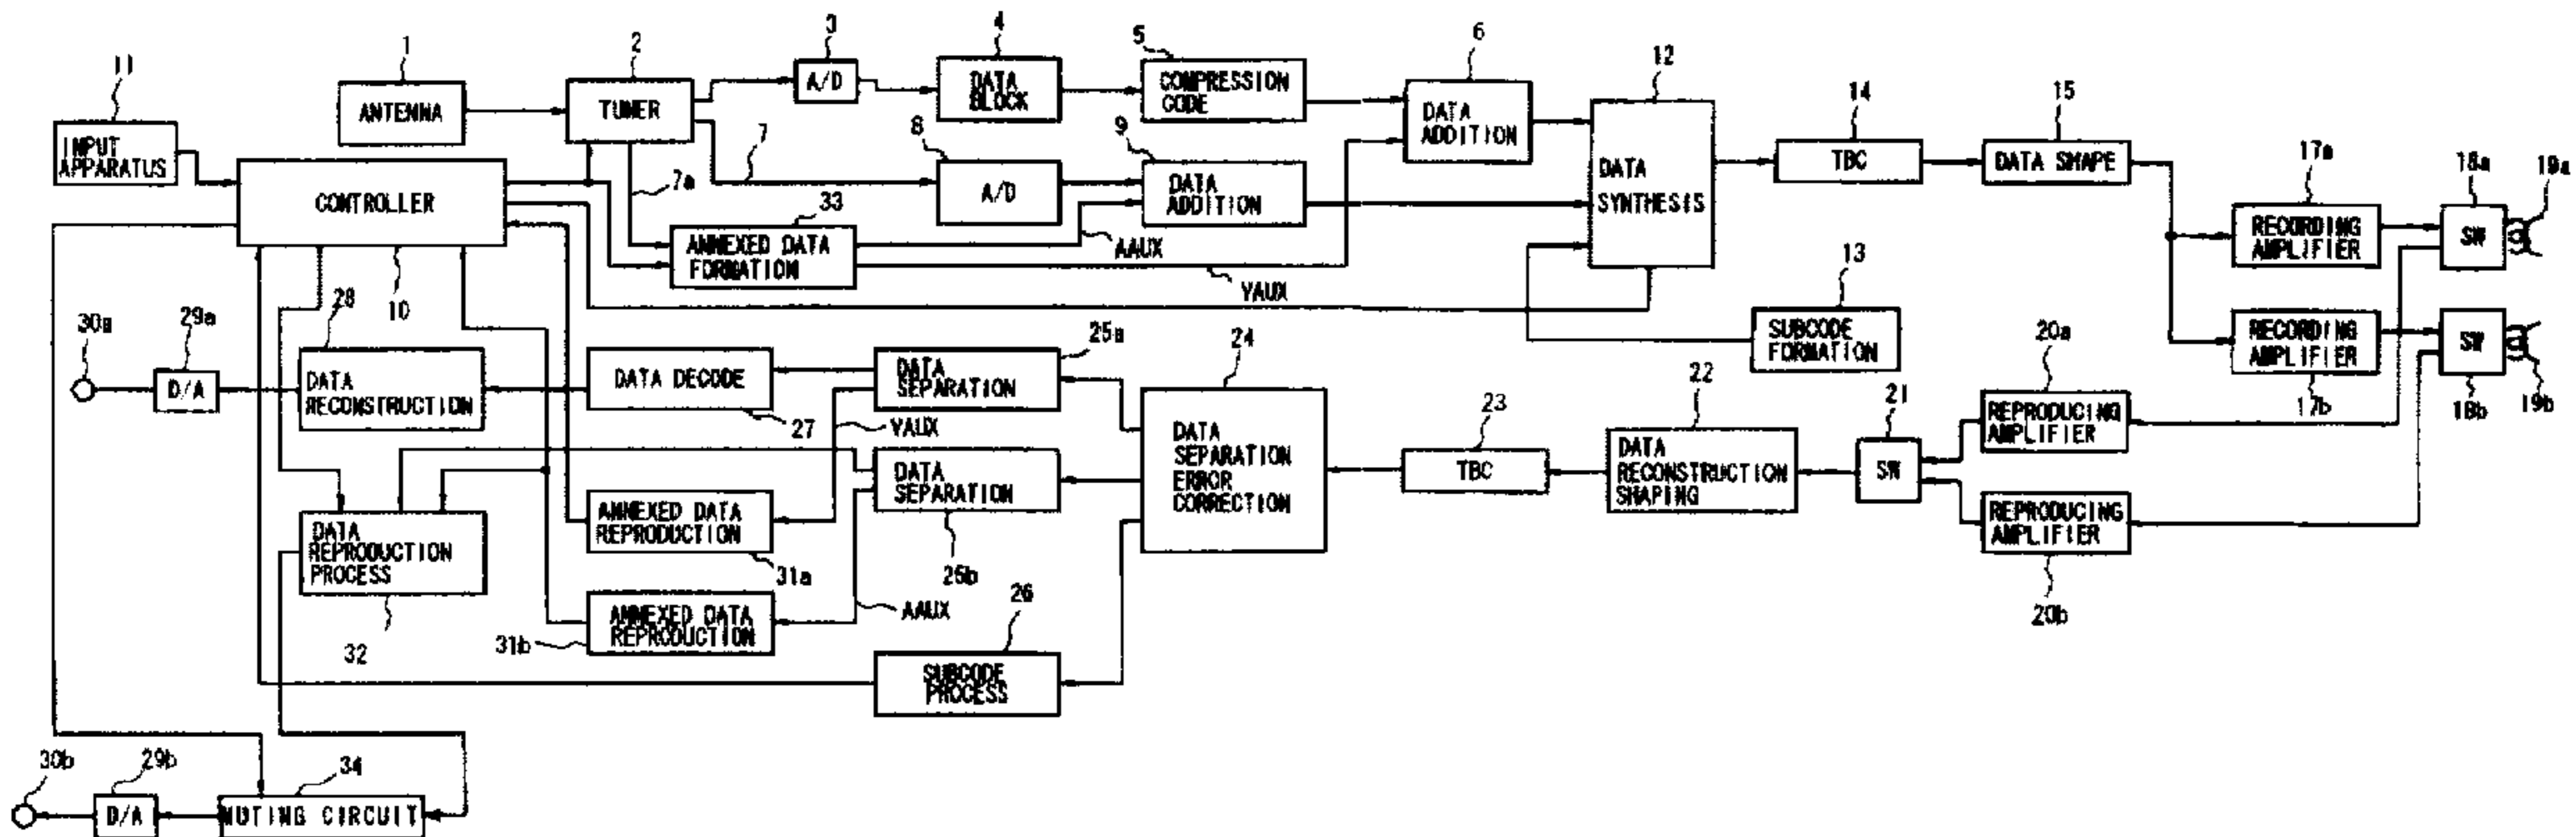 11
1
2
3
4
5
6
12
14
15
17a
18a
19a
INPUT
APPARATUS
ANTENNA
TUNER
A/D
DATA
BLOCK
COMPRESSION
CODE
DATA
ADDITION
DATA
SYNTHESIS
TBC
DATA SHAPE
RECORDING
AMPLIFIER
SW
CONTROLLER
7
7a
8
A/D
9
DATA
ADDITION
33
ANNEXED DATA
FORMATION
AAUX
VAUX
13
SUBCODE
FORMATION
RECORDING
AMPLIFIER
17b
SW
18b
19b
10
28
30a
29a
D/A
DATA
RECONSTRUCTION
DATA DECODE
27
25a
DATA
SEPARATION
VAUX
24
DATA
SEPARATION
ERROR
CORRECTION
23
TBC
22
DATA
RECONSTRUCTION
SHAPING
21
SW
20a
REPRODUCING
AMPLIFIER
REPRODUCING
AMPLIFIER
20b
DATA
SEPARATION
25b
DATA
REPRODUCTION
PROCESS
32
ANNEXED DATA
REPRODUCTION
31a
ANNEXED DATA
REPRODUCTION
31b
AAUX
26
SUBCODE
PROCESS
30b
29b
D/A
34
MUTING CIRCUIT